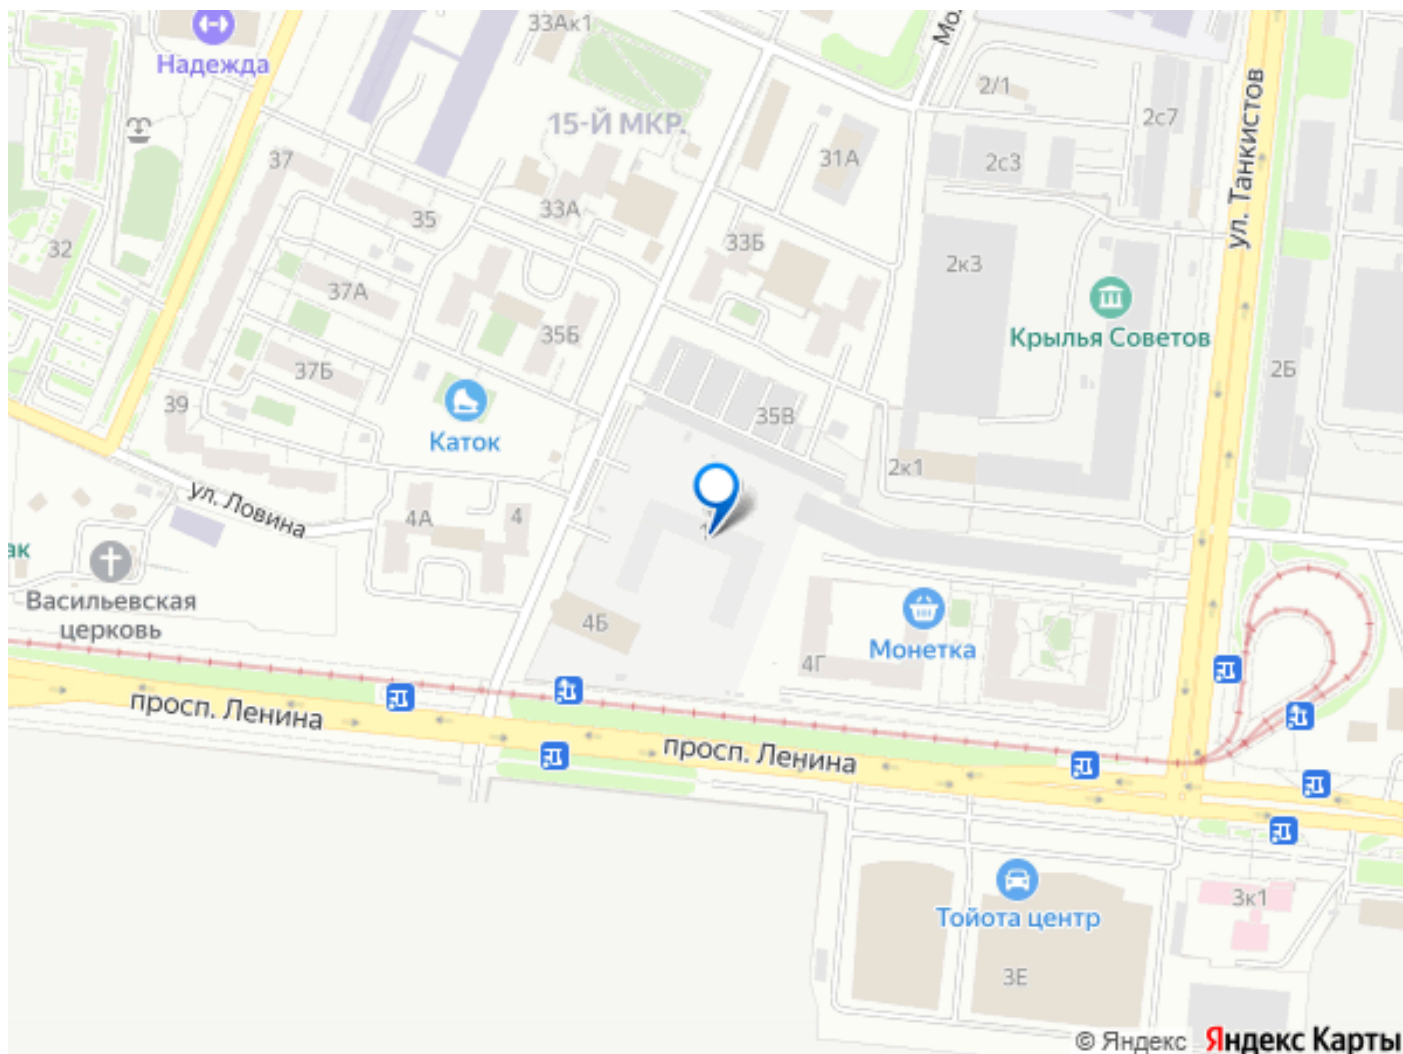 33Ак1
Надежда
2/1
15-Й МКР.
2с7
ул. Танкистов
37
31А
2с3
35
33А
32
33Б
2к3
37А
35Б
Крылья Советов
37Б
2Б
39
35В
Каток
2к1
ул. Ловина
4А
4
ак
Васильевская
церковь
4Б
Монетка
4Г
просп. Ленина
просп. Ленина
3к1
Тойота центр
3Е
© Яндекс Яндекс Карты